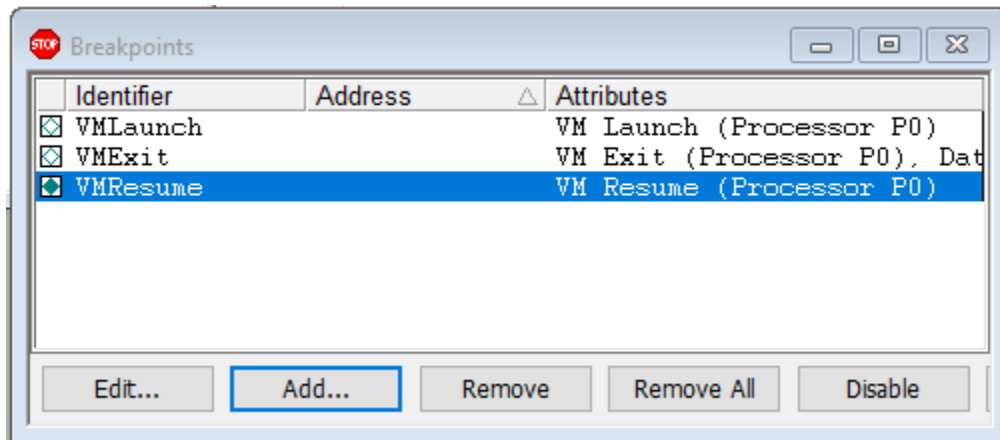 STOP Breakpoints
Identifier Address Attributes
VMLaunch VM Launch (Processor P0)
VMExit VM Exit (Processor P0), Dat
VMResume VM Resume (Processor P0)
Edit... Add... Remove Remove All Disable